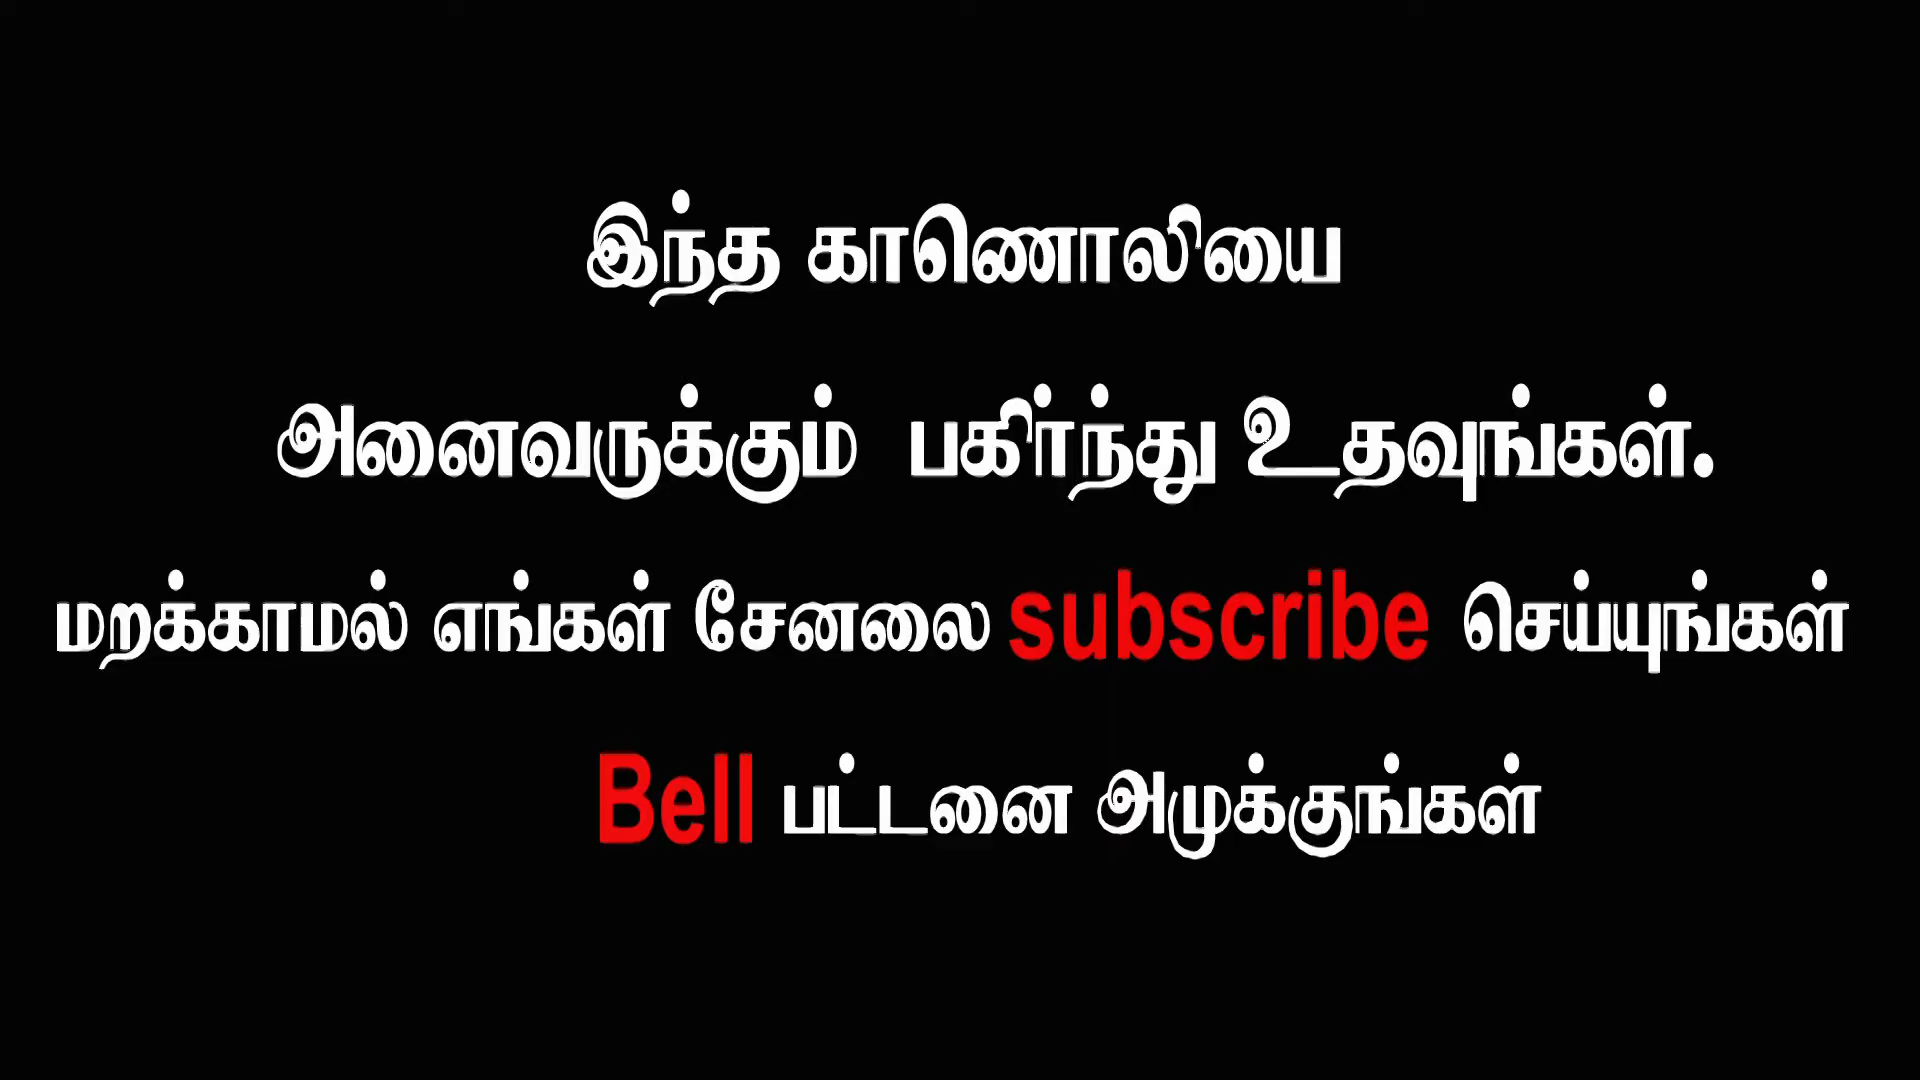 இந்த காணொலியை
அனைவருக்கும் பகிர்ந்து உதவுங்கள்.
மறக்காமல் எங்கள் சேனலை subscribe செய்யுங்கள்
Bell பட்டனை அழுக்குங்கள்